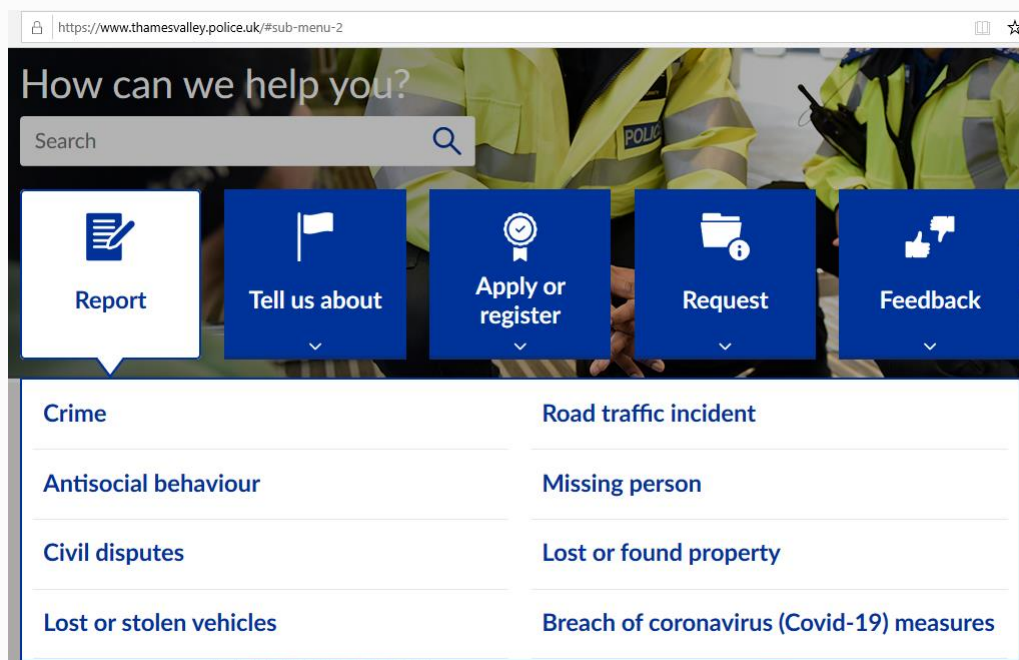 https://www.thamesvalley.police.uk/#sub-menu-2
How can we help you?
Search
POLIC
Report
Tell us about
Apply or
register
Request
Feedback
Crime
Road traffic incident
Antisocial behaviour
Missing person
Civil disputes
Lost or found property
Lost or stolen vehicles
Breach of coronavirus (Covid-19) measures